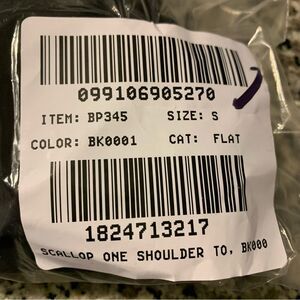 099106905270
ITEM: BP345 SIZE: S
COLOR: BK0001 CAT: FLAT
1824713217
SCALLOP ONE SHOULDER TO, BK000